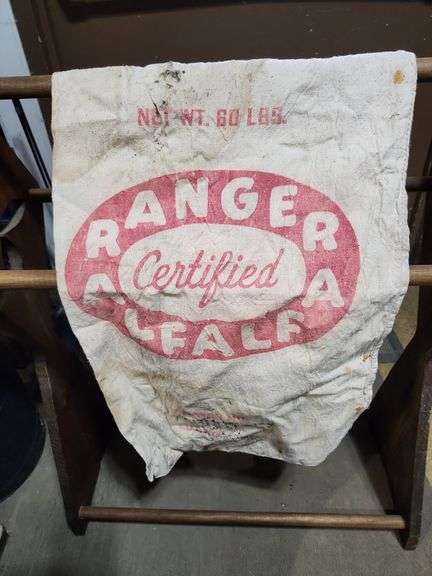 NET WT. 60 LBS.
RANGER
Certified
ALFALFA